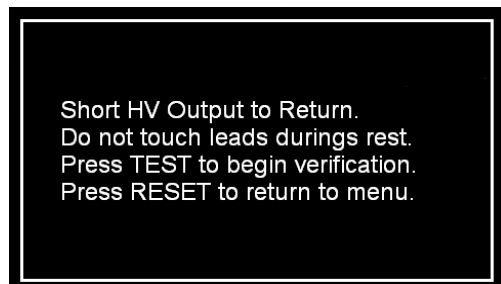 Short HV Output to Return.
Do not touch leads durings rest.
Press TEST to begin verification.
Press RESET to return to menu.